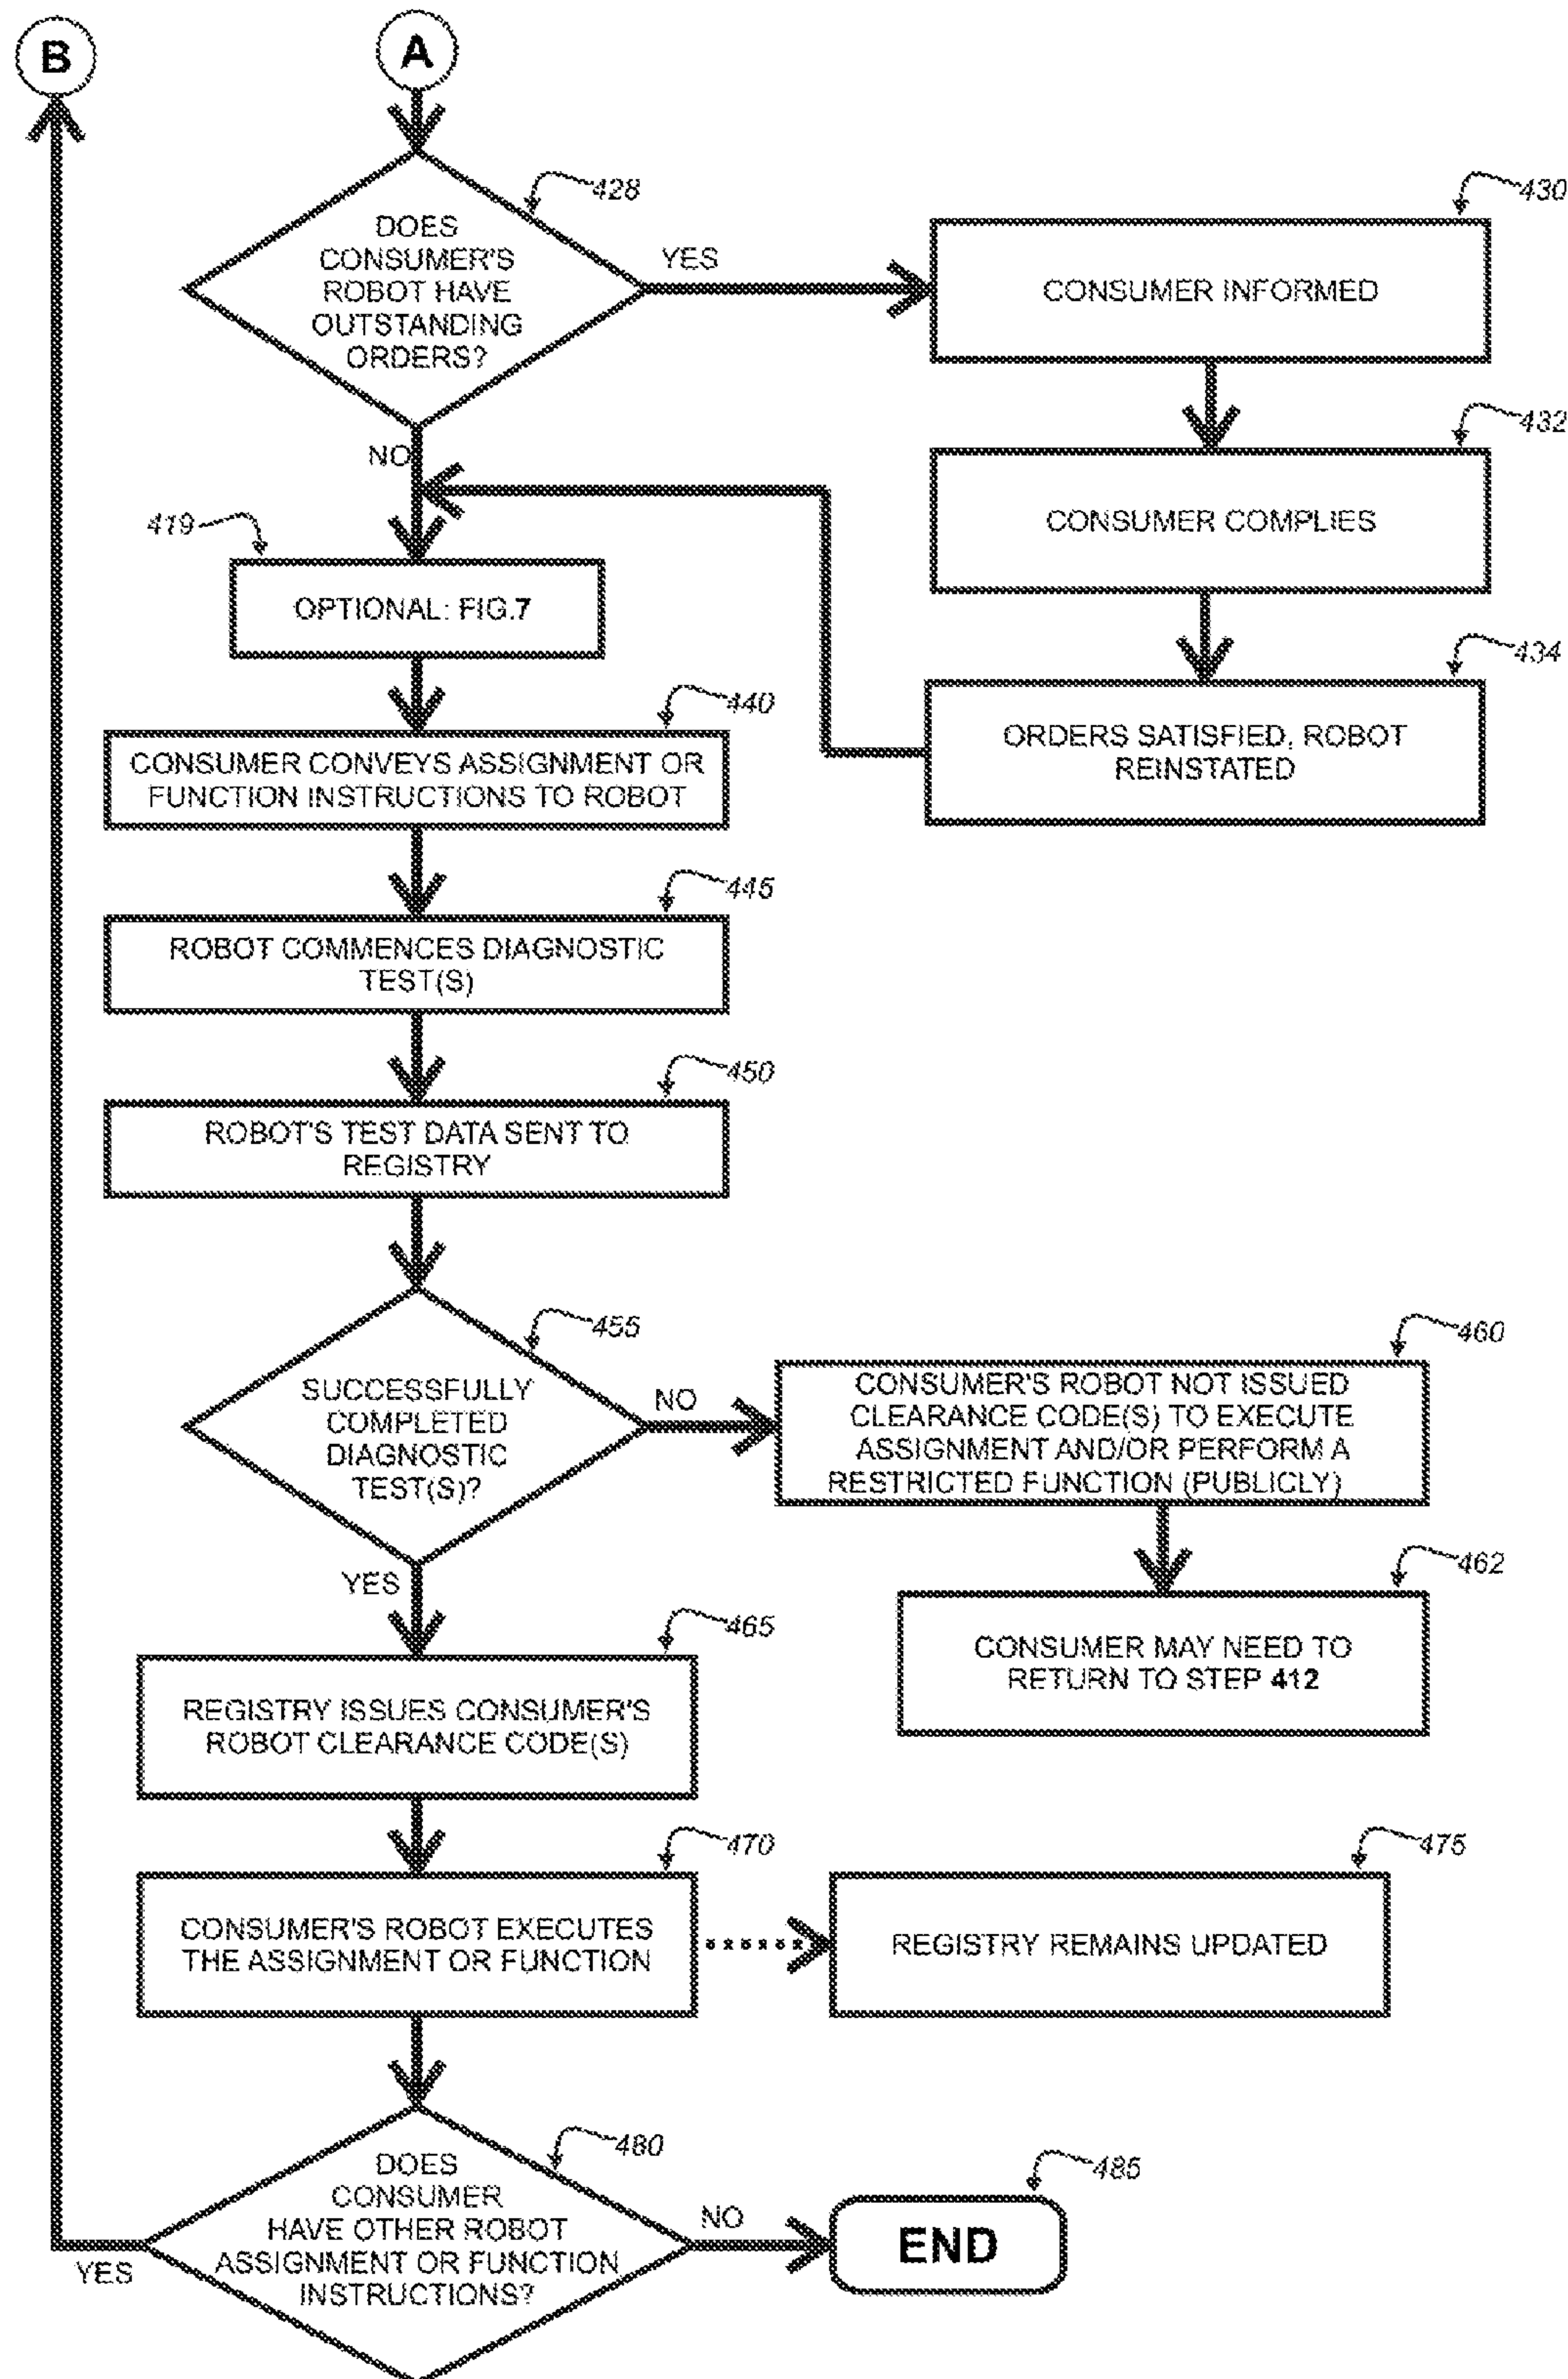 B
A
428
DOES
CONSUMER'S
ROBOT HAVE
OUTSTANDING
ORDERS?
YES
430
CONSUMER INFORMED
432
CONSUMER COMPLIES
434
ORDERS SATISFIED, ROBOT
REINSTATED
NO
419
OPTIONAL: FIG.7
440
CONSUMER CONVEYS ASSIGNMENT OR
FUNCTION INSTRUCTIONS TO ROBOT
445
ROBOT COMMENCES DIAGNOSTIC
TEST(S)
450
ROBOT'S TEST DATA SENT TO
REGISTRY
455
SUCCESSFULLY
COMPLETED
DIAGNOSTIC
TEST(S)?
NO
460
CONSUMER'S ROBOT NOT ISSUED
CLEARANCE CODE(S) TO EXECUTE
ASSIGNMENT AND/OR PERFORM A
RESTRICTED FUNCTION (PUBLICLY)
462
CONSUMER MAY NEED TO
RETURN TO STEP 412
YES
465
REGISTRY ISSUES CONSUMER'S
ROBOT CLEARANCE CODE(S)
470
CONSUMER'S ROBOT EXECUTES
THE ASSIGNMENT OR FUNCTION
475
REGISTRY REMAINS UPDATED
480
DOES
CONSUMER
HAVE OTHER ROBOT
ASSIGNMENT OR FUNCTION
INSTRUCTIONS?
YES
NO
485
END